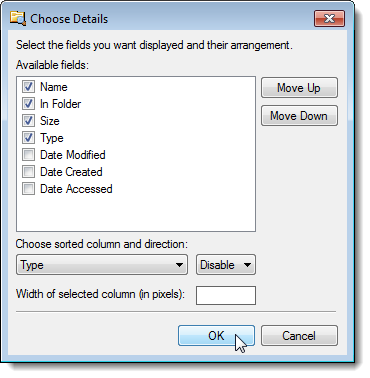 Choose Details
Select the fields you want displayed and their arrangement.
Available fields:
Name
In Folder
Size
Type
Date Modified
Date Created
Date Accessed
Move Up
Move Down
Choose sorted column and direction:
Type
Disable
Width of selected column (in pixels):
OK
Cancel